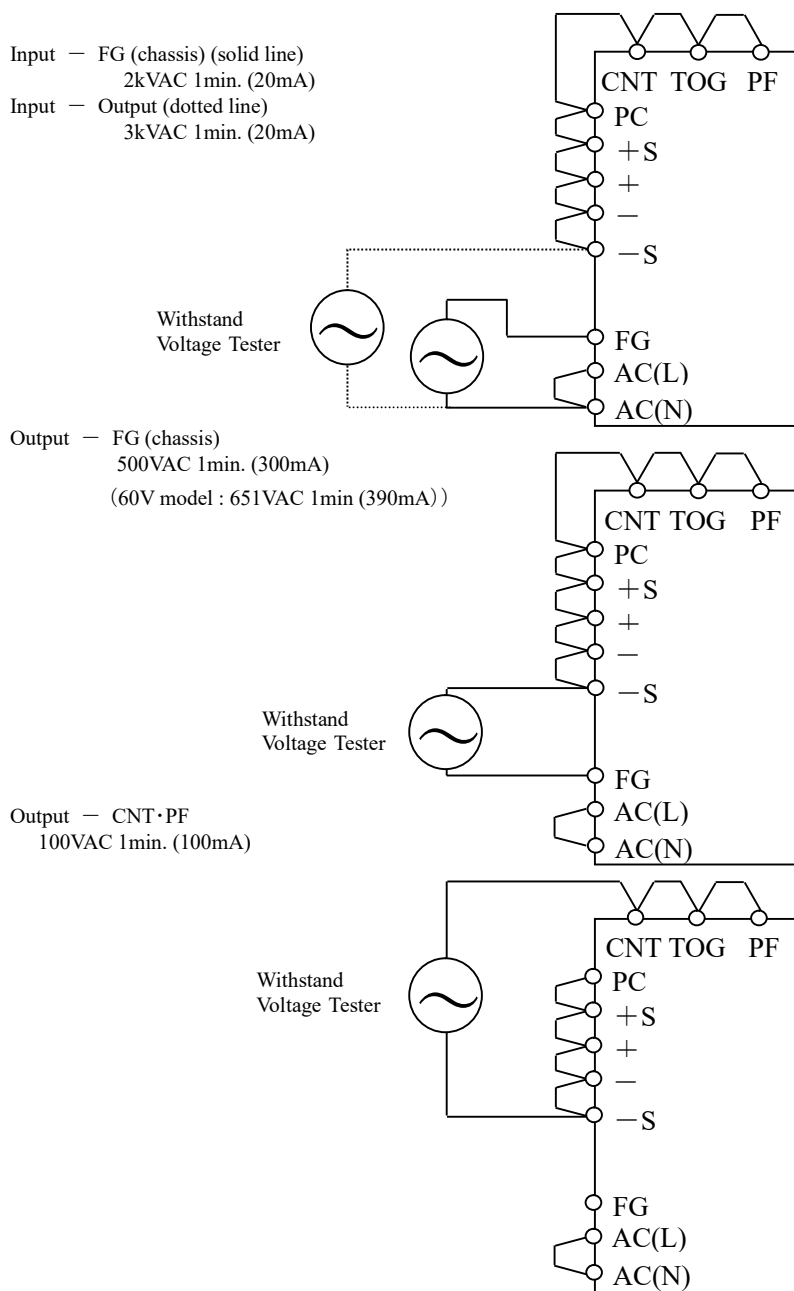 Input － FG (chassis) (solid line)
2kVAC 1min. (20mA)
Input － Output (dotted line)
3kVAC 1min. (20mA)
CNT TOG PF
PC
＋S
＋
－
－S
Withstand
Voltage Tester
FG
AC(L)
AC(N)
Output － FG (chassis)
500VAC 1min. (300mA)
（60V model : 651VAC 1min (390mA)）
CNT TOG PF
PC
＋S
＋
－
－S
Withstand
Voltage Tester
FG
AC(L)
AC(N)
Output － CNT･PF
100VAC 1min. (100mA)
CNT TOG PF
PC
＋S
＋
－
－S
Withstand
Voltage Tester
FG
AC(L)
AC(N)